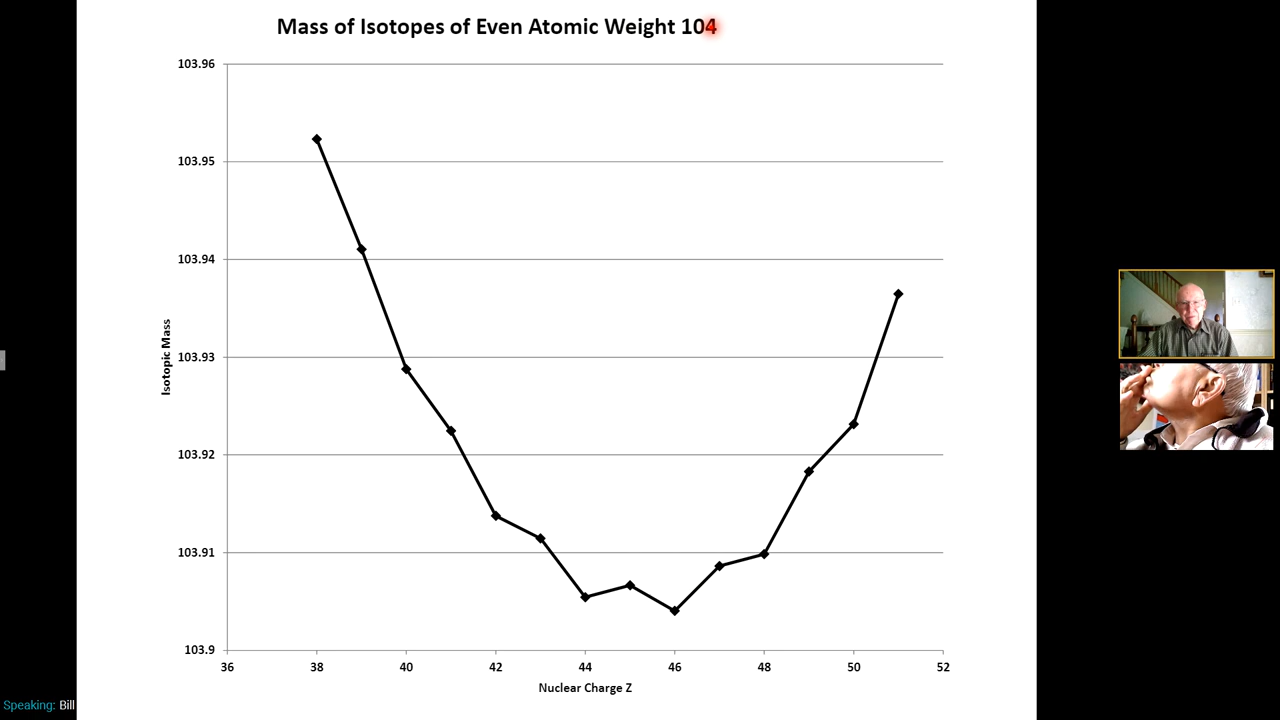 Mass of Isotopes of Even Atomic Weight 104
103.96
103.95
103.94
103.93
103.92
103.91
103.9
Isotopic Mass
36 38 40 42 44 46 48 50 52
Nuclear Charge Z
Speaking: Bill